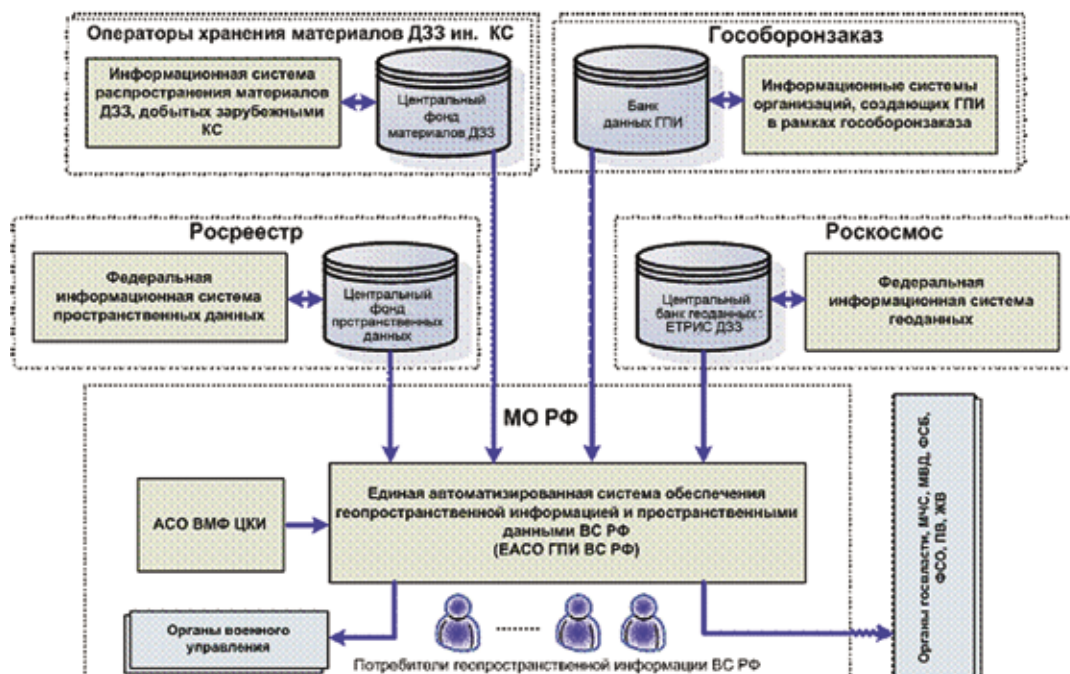 Операторы хранения материалов ДЗЗ ин. КС
Информационная система
распространения материалов
ДЗЗ, добытых зарубежными
КС
Центральный
фонд
материалов ДЗЗ
Гособоронзаказ
Банк
данных ГПИ
Информационные системы
организаций, создающих ГПИ
в рамках гособоронзаказа
Росреестр
Федеральная
информационная система
пространственных данных
Центральный
фонд
пространственных
данных
Роскосмос
Центральный
банк геоданных:
ЕТРИС ДЗЗ
Федеральная
информационная система
геоданных
МО РФ
АСО ВМФ ЦКИ
Единая автоматизированная система обеспечения
геопространственной информацией и пространственными
данными ВС РФ
(ЕАСО ГПИ ВС РФ)
Органы военного
управления
Потребители геопространственной информации ВС РФ
Органы госвласти, МЧС, МВД, ФСБ,
ФСО, ПВ, ЖВ